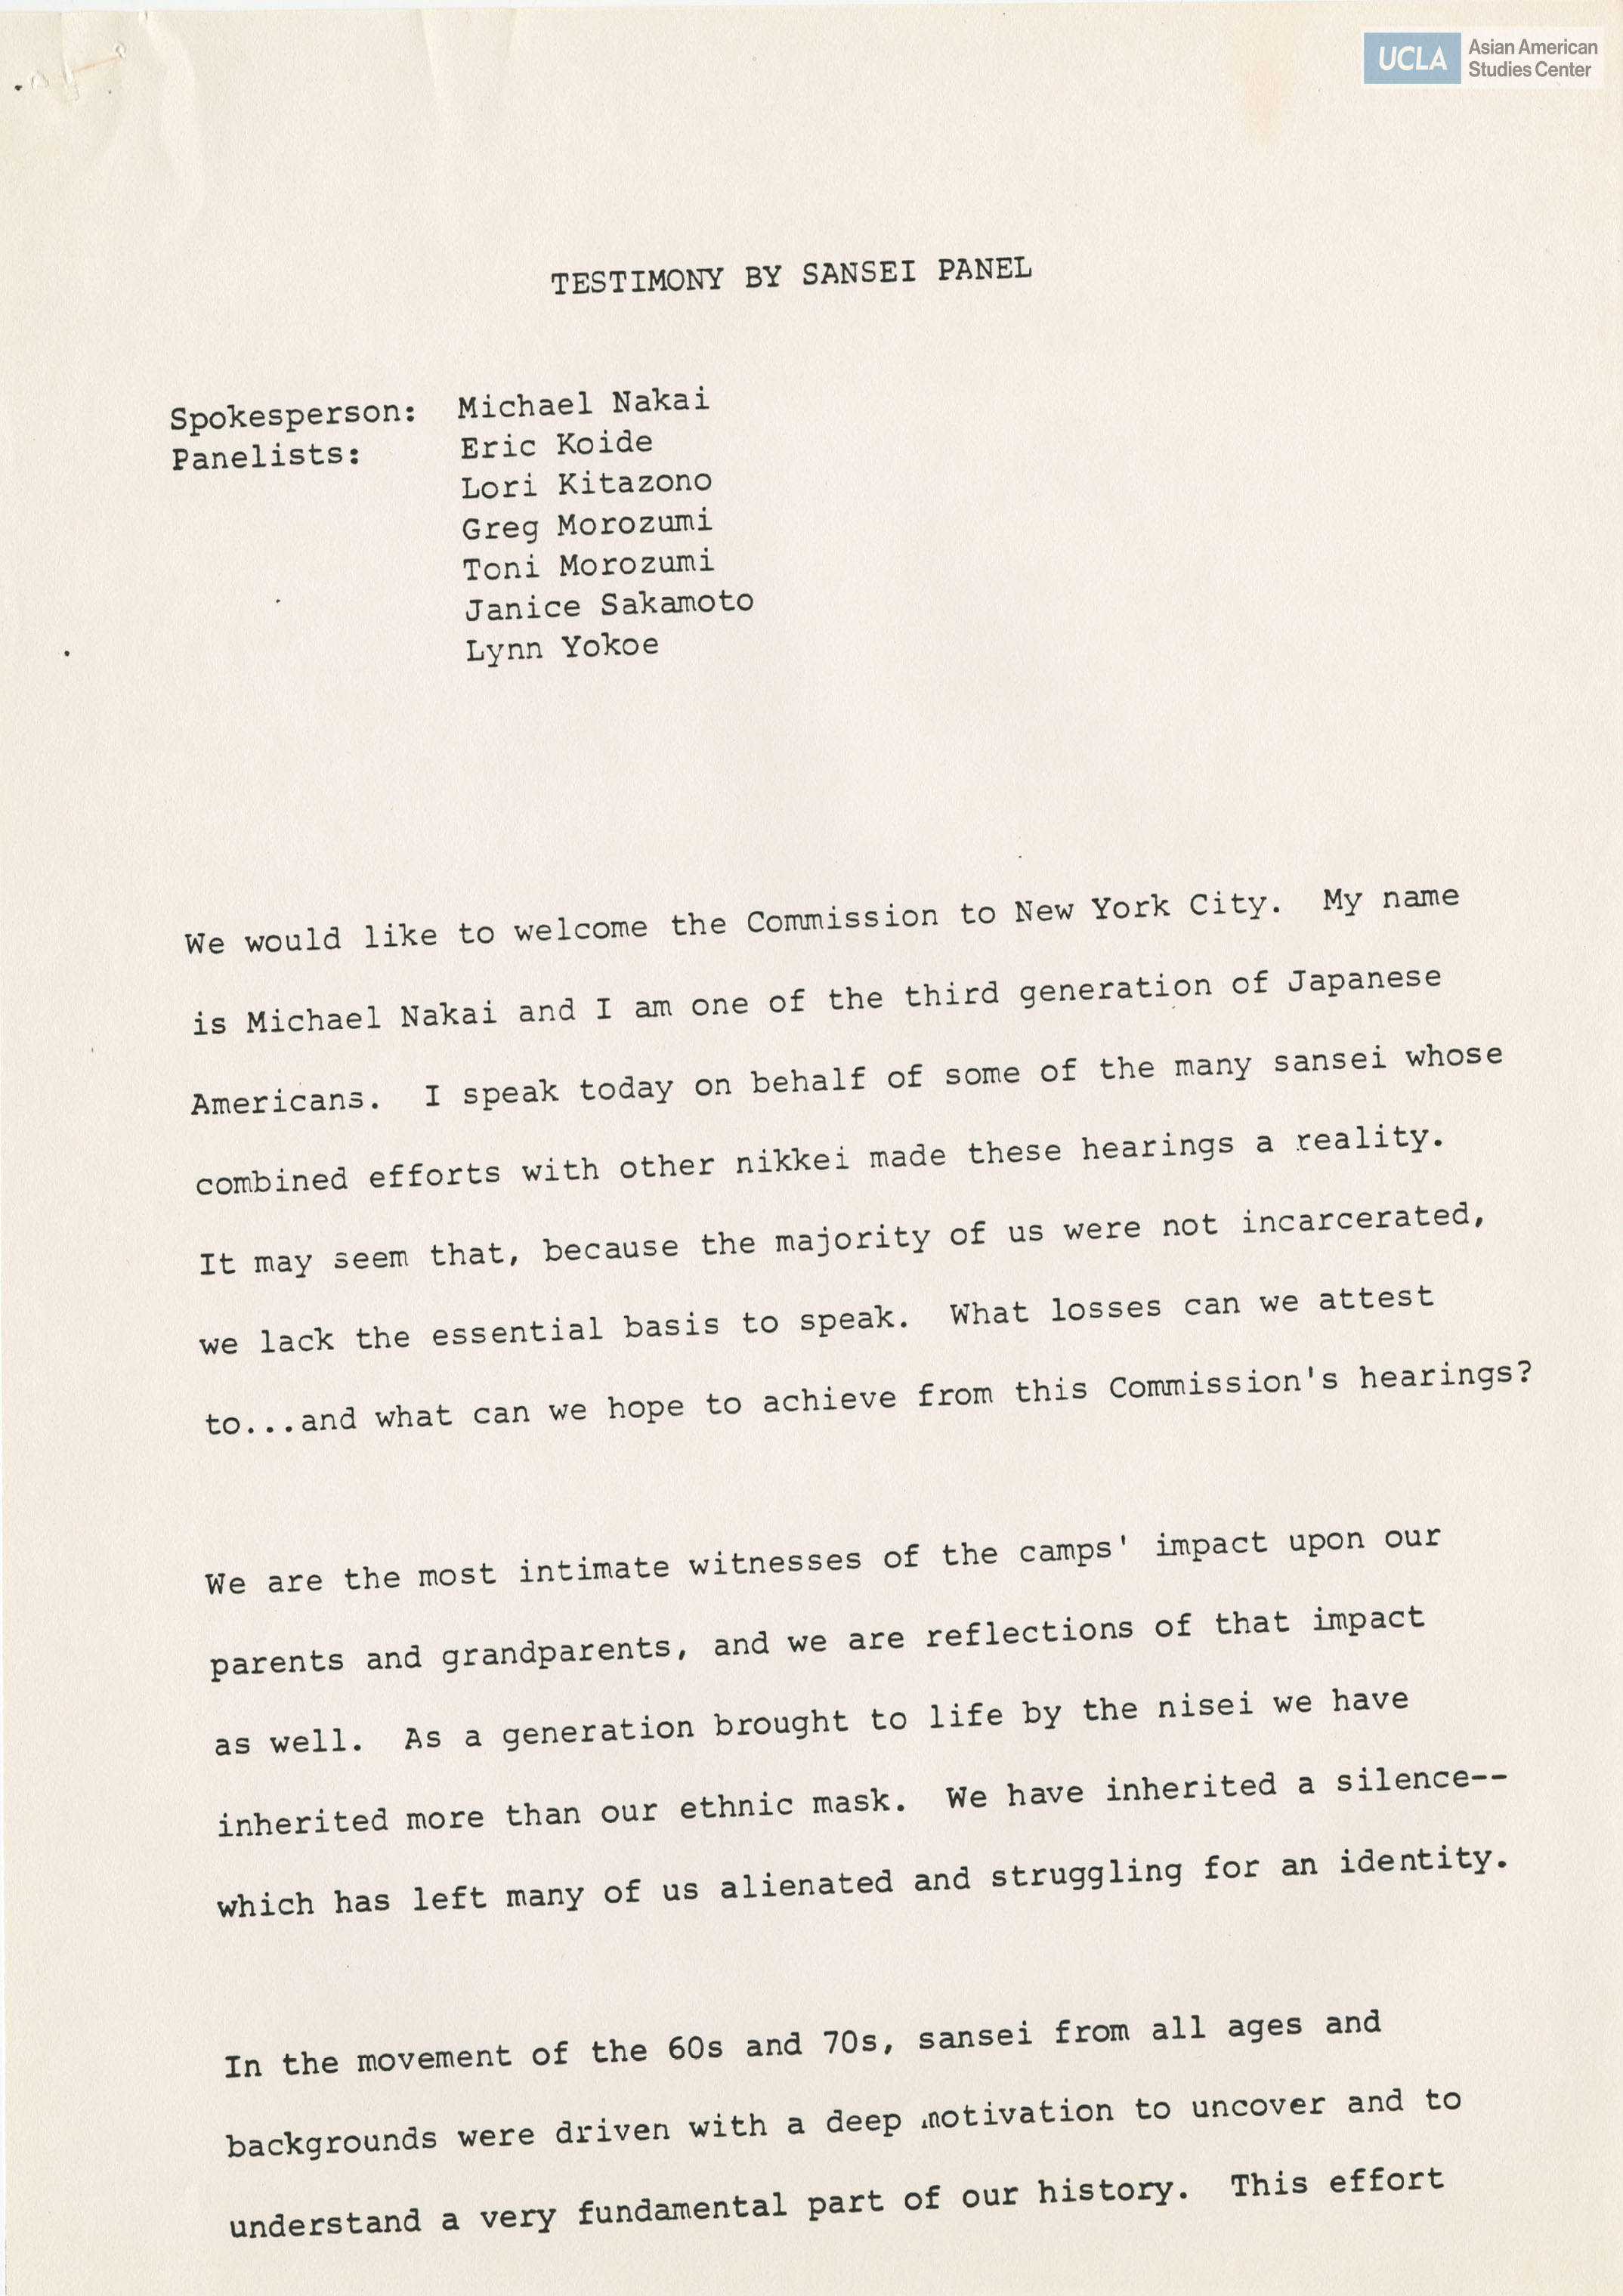 UCLA Asian American
Studies Center
TESTIMONY BY SANSEI PANEL
Spokesperson: Michael Nakai
Panelists: Eric Koide
Lori Kitazono
Greg Morozumi
Toni Morozumi
Janice Sakamoto
Lynn Yokoe
We would like to welcome the Commission to New York City. My name
is Michael Nakai and I am one of the third generation of Japanese
Americans. I speak today on behalf of some of the many sansei whose
combined efforts with other nikkei made these hearings a reality.
It may seem that, because the majority of us were not incarcerated,
we lack the essential basis to speak. What losses can we attest
to...and what can we hope to achieve from this Commission's hearings?
We are the most intimate witnesses of the camps' impact upon our
parents and grandparents, and we are reflections of that impact
as well. As a generation brought to life by the nisei we have
inherited more than our ethnic mask. We have inherited a silence--
which has left many of us alienated and struggling for an identity.
In the movement of the 60s and 70s, sansei from all ages and
backgrounds were driven with a deep motivation to uncover and to
understand a very fundamental part of our history. This effort